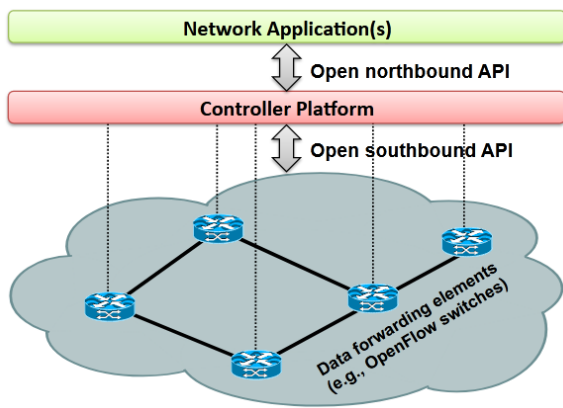 Network Application(s)
Open northbound API
Controller Platform
Open southbound API
Data forwarding elements
(e.g., OpenFlow switches)